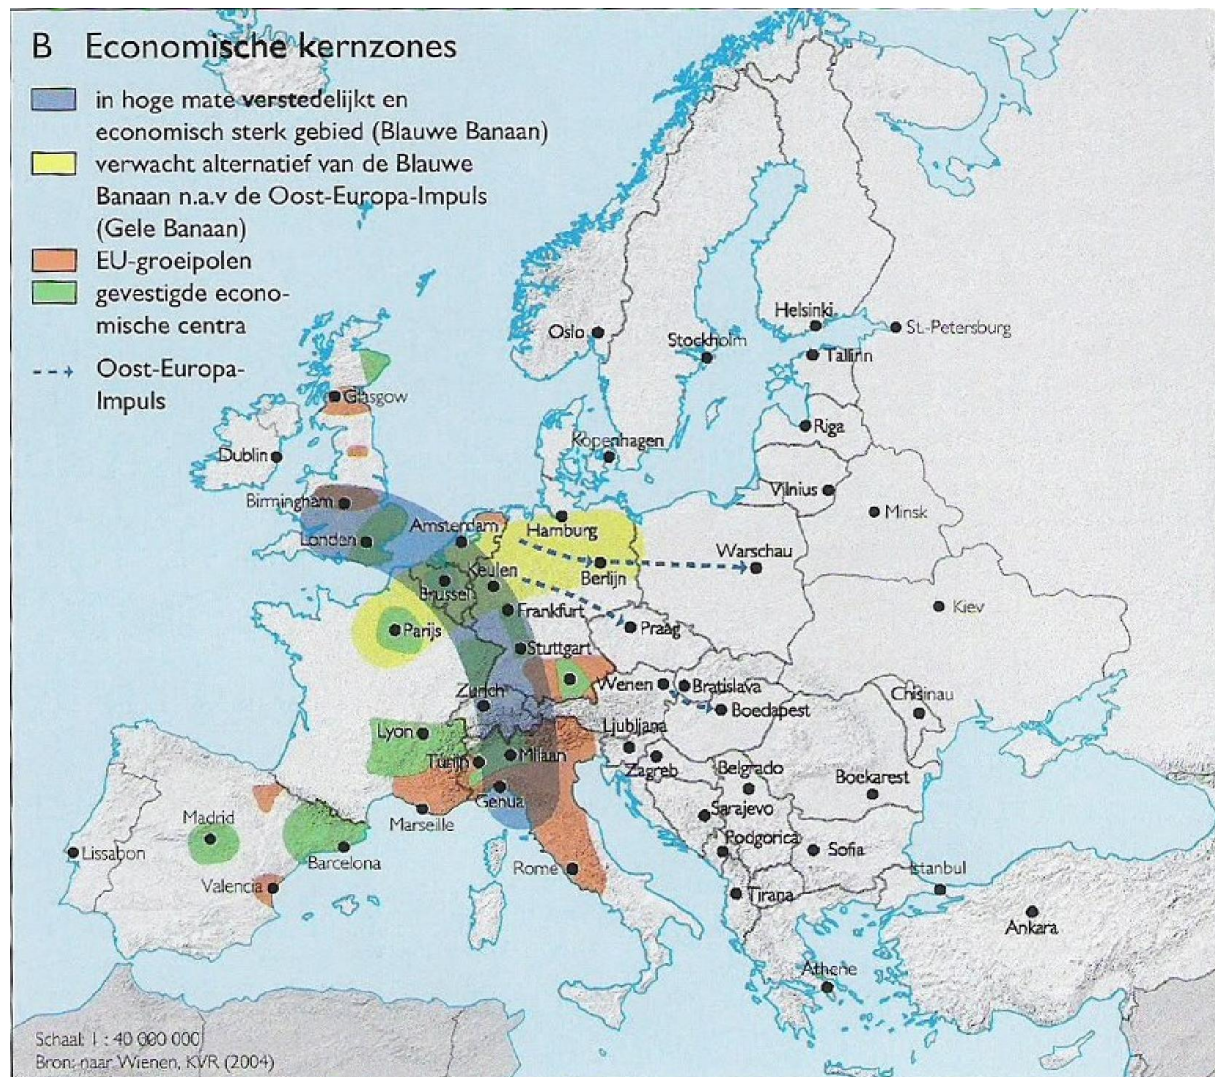 B Economische kernzones
in hoge mate verstedelijkt en
economisch sterk gebied (Blauwe Banaan)
verwacht alternatief van de Blauwe
Banaan n.a.v de Oost-Europa-Impuls
(Gele Banaan)
EU-groeipolen
gevestigde econo-
mische centra
Oost-Europa-
Impuls
Helsinki
Oslo
St.-Petersburg
Stockholm
Tallinn
Glasgow
Riga
Kopenhagen
Dublin
Vilnius
Birmingham
Minsk
Amsterdam
Hamburg
Londen
Warschau
Keulen
Berlijn
Brussel
Kiev
Frankfurt
Parijs
Praag
Stuttgart
Wenen
Bratislava
Zurich
Chisinau
Boedapest
Ljubljana
Lyon
Milaan
Turijn
Zagreb
Belgrado
Boekarest
Genua
Sarajevo
Madrid
Marseille
Podgorica
Lissabon
Sofia
Barcelona
Rome
Istanbul
Valencia
Tirana
Ankara
Athene
Schaal: 1 : 40 000 000
Bron: naar Wienen, KVR (2004)